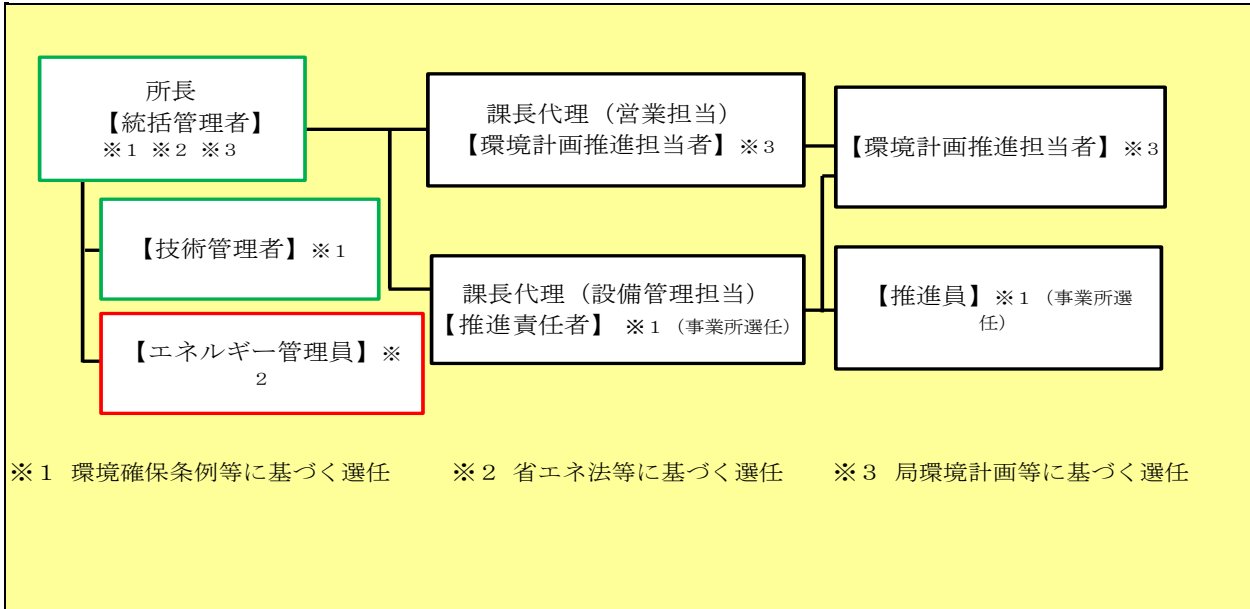 所長
【統括管理者】
※１ ※２ ※３
【技術管理者】※１
【エネルギー管理員】※
２
課長代理（営業担当）
【環境計画推進担当者】※３
課長代理（設備管理担当）
【推進責任者】 ※１（事業所選任）
【環境計画推進担当者】※３
【推進員】※１（事業所選
任）
※１ 環境確保条例等に基づく選任 ※２ 省エネ法等に基づく選任 ※３ 局環境計画等に基づく選任